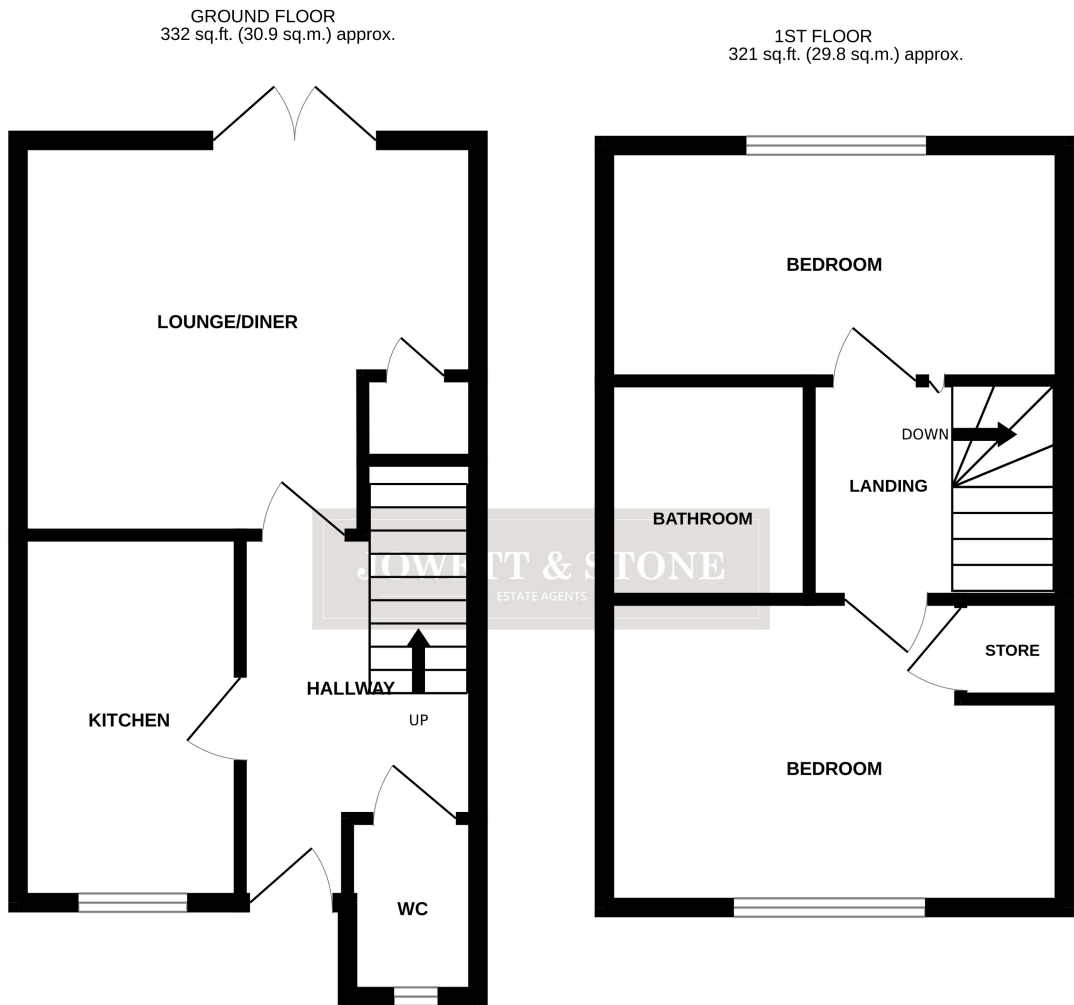 GROUND FLOOR
332 sq.ft. (30.9 sq.m.) approx.
1ST FLOOR
321 sq.ft. (29.8 sq.m.) approx.
LOUNGE/DINER
BEDROOM
DOWN
LANDING
BATHROOM
JOWETT & STONE
ESTATE AGENTS
HALLWAY
UP
KITCHEN
STORE
BEDROOM
WC